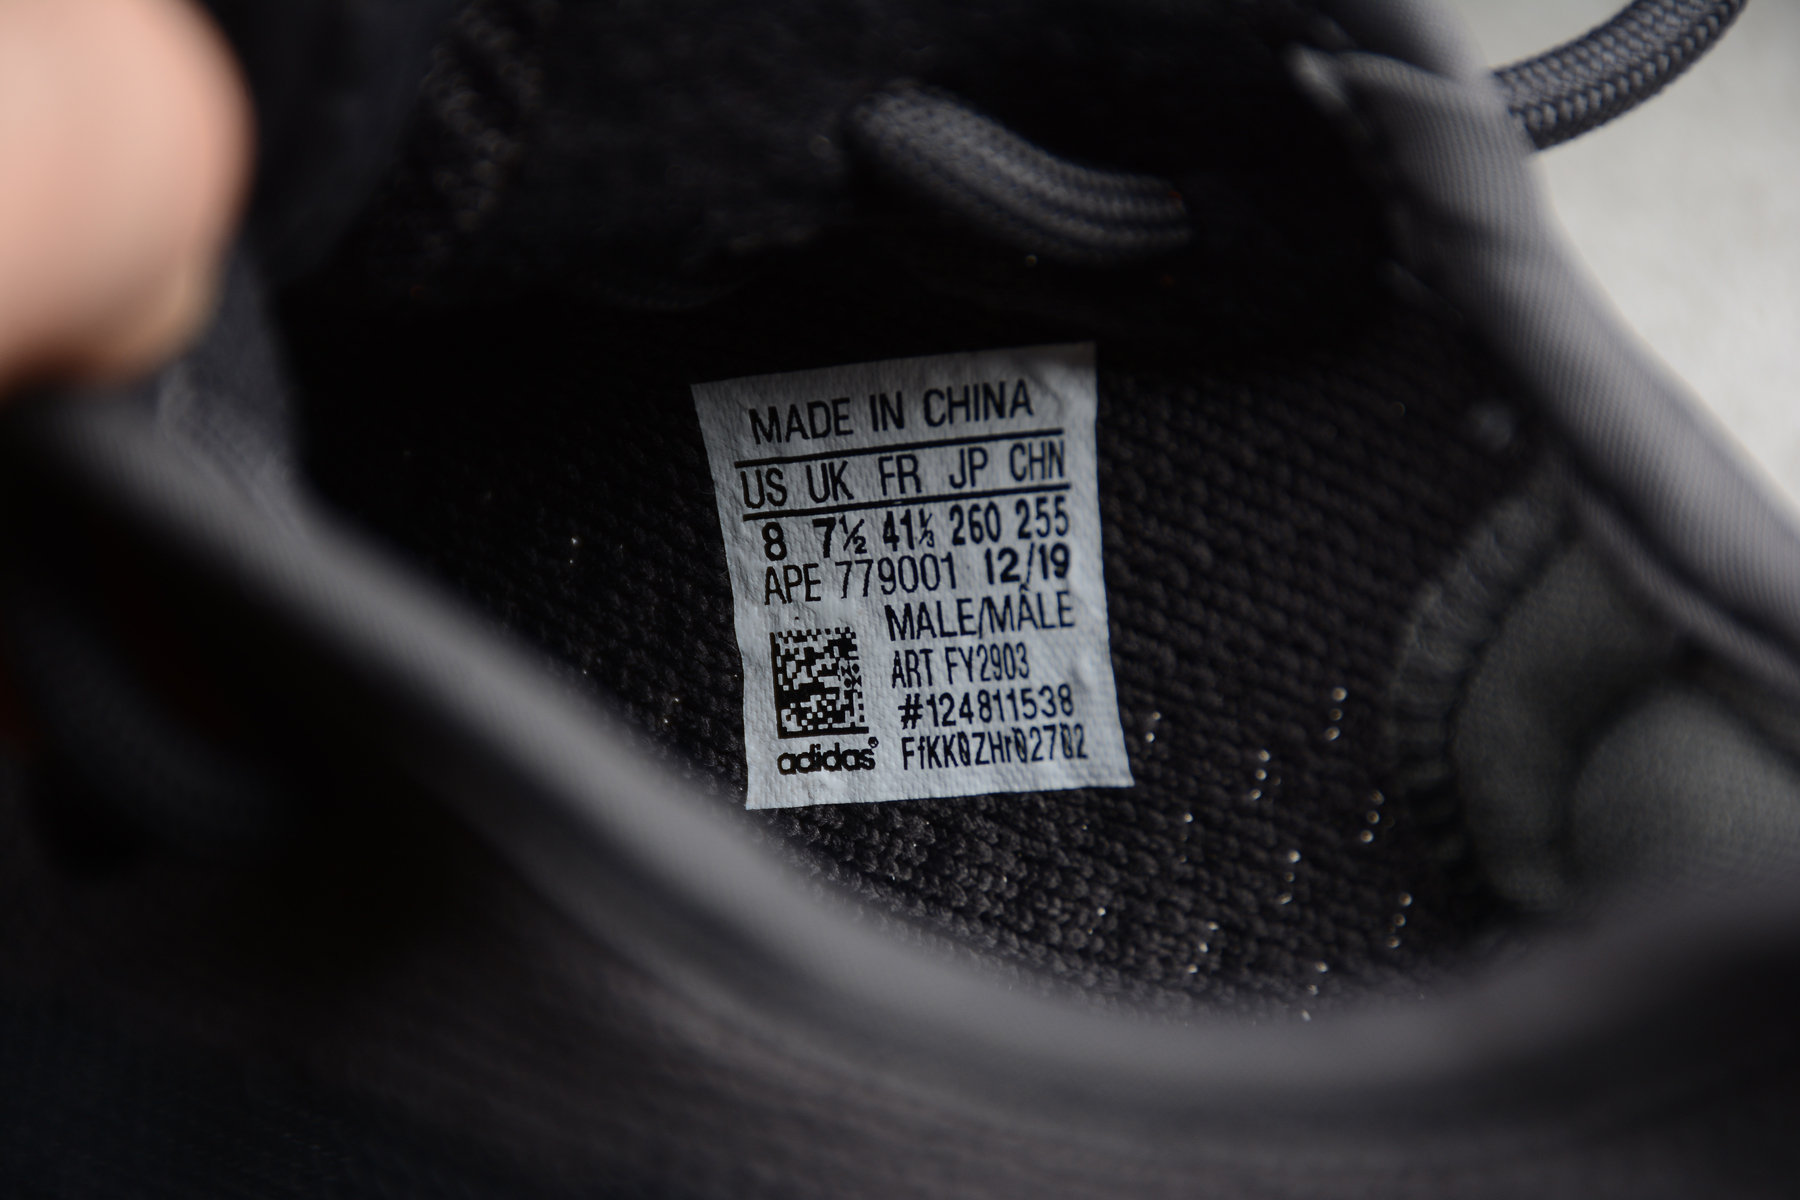 MADE IN CHINA
US UK FR JP CHN
8 7½ 41⅓ 260 255
APE 779001 12/19
MALE/MÂLE
ART FY2903
#124811538
adidas® FfKK0ZHr02702